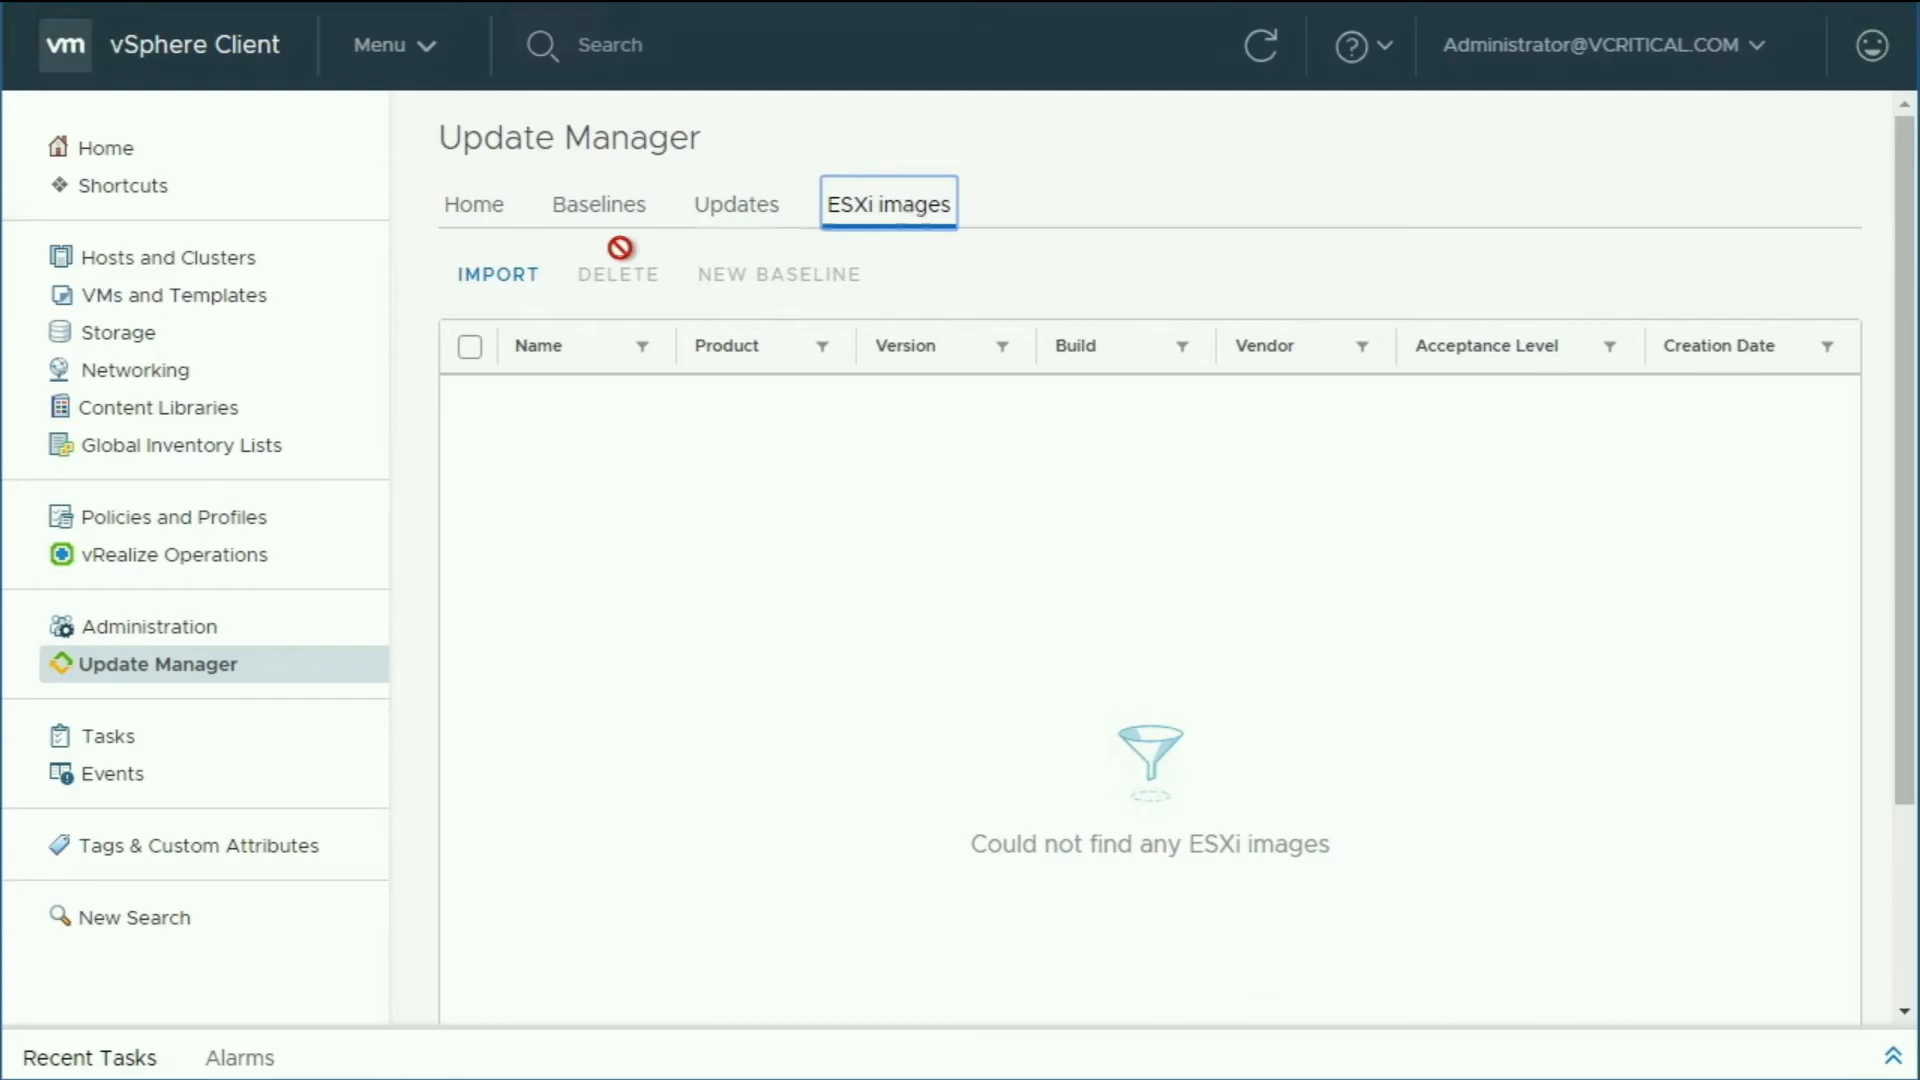 vm vSphere Client Menu Search Administrator@VCRITICAL.COM
Home
Shortcuts
Hosts and Clusters
VMs and Templates
Storage
Networking
Content Libraries
Global Inventory Lists
Policies and Profiles
vRealize Operations
Administration
Update Manager
Tasks
Events
Tags & Custom Attributes
New Search
Update Manager
Home Baselines Updates ESXi images
IMPORT DELETE NEW BASELINE
Name Product Version Build Vendor Acceptance Level Creation Date
Could not find any ESXi images
Recent Tasks Alarms